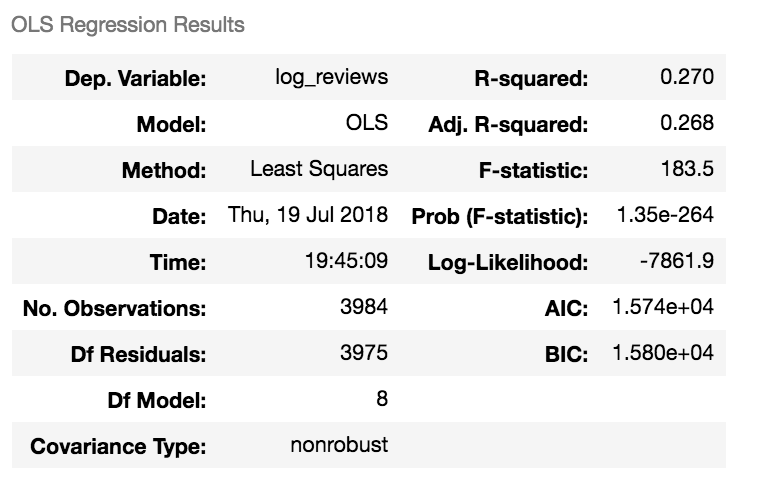 OLS Regression Results
Dep. Variable: log_reviews R-squared: 0.270
Model: OLS Adj. R-squared: 0.268
Method: Least Squares F-statistic: 183.5
Date: Thu, 19 Jul 2018 Prob (F-statistic): 1.35e-264
Time: 19:45:09 Log-Likelihood: -7861.9
No. Observations: 3984 AIC: 1.574e+04
Df Residuals: 3975 BIC: 1.580e+04
Df Model: 8
Covariance Type: nonrobust